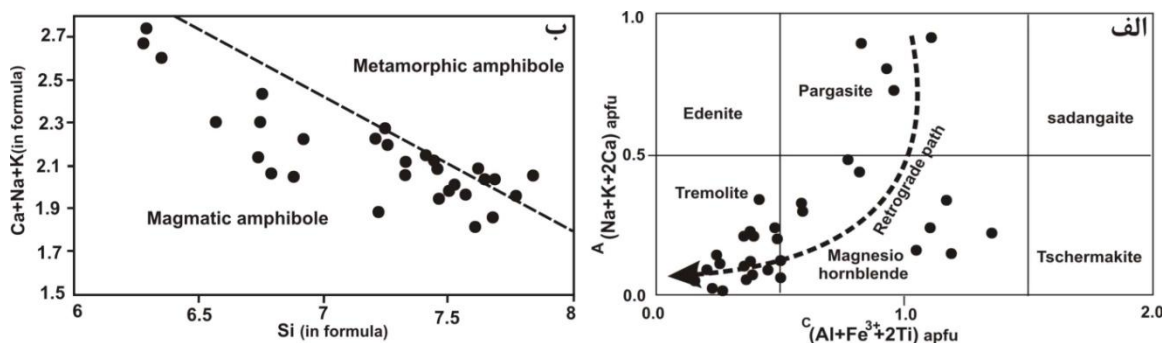 ب
2.7
2.5
2.3
2.1
1.9
1.7
1.5
Ca+Na+K(in formula)
Metamorphic amphibole
Magmatic amphibole
6
6.5
7
7.5
8
Si (in formula)
الف
1.0
0.5
0.0
A(Na+K+2Ca) apfu
Edenite
Pargasite
sadangaite
Tremolite
Retrograde path
Magnesio
hornblende
Tschermakite
0.0
1.0
2.0
C(Al+Fe3++2Ti) apfu